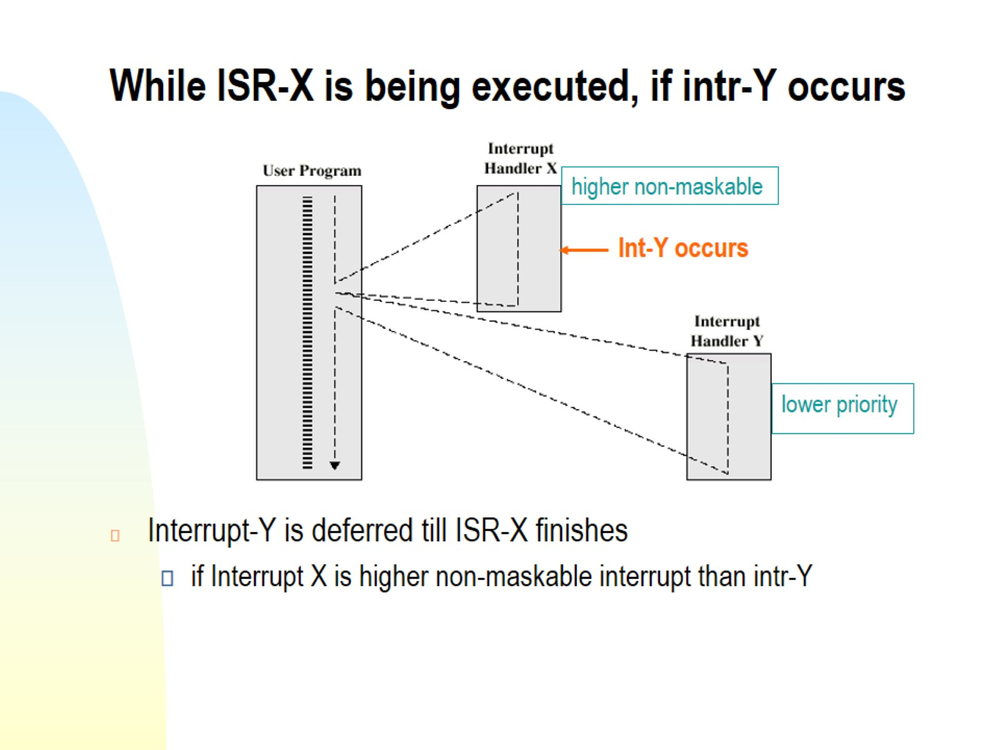 While ISR-X is being executed, if intr-Y occurs
Interrupt
Handler X
User Program
higher non-maskable
Int-Y occurs
Interrupt
Handler Y
lower priority
Interrupt-Y is deferred till ISR-X finishes
if Interrupt X is higher non-maskable interrupt than intr-Y